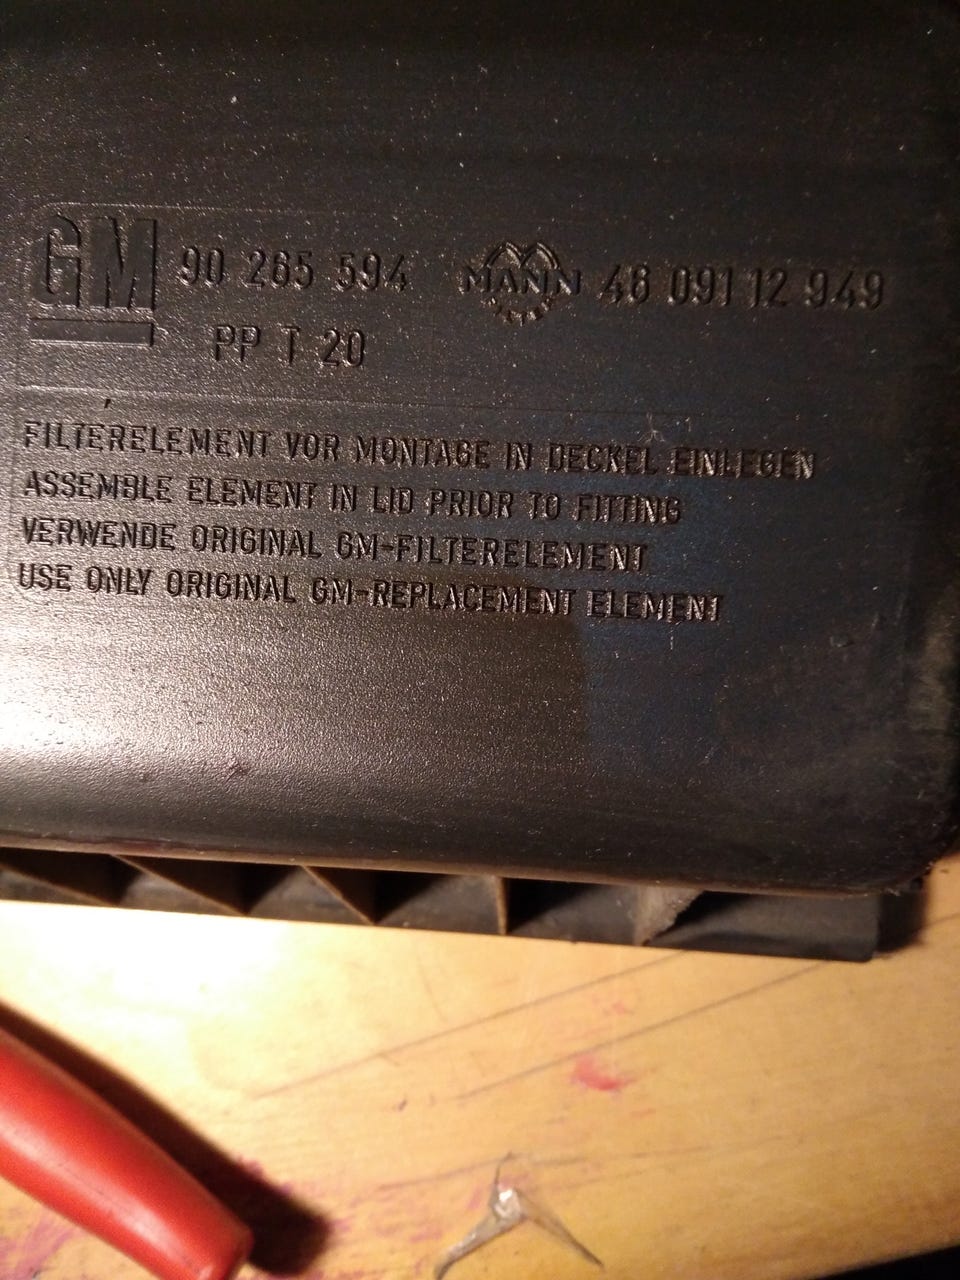 GM 90 265 594 MANN 46 091 12 949
PP T 20
FILTERELEMENT VOR MONTAGE IN DECKEL EINLEGEN
ASSEMBLE ELEMENT IN LID PRIOR TO FITTING
VERWENDE ORIGINAL GM-FILTERELEMENT
USE ONLY ORIGINAL GM-REPLACEMENT ELEMENT